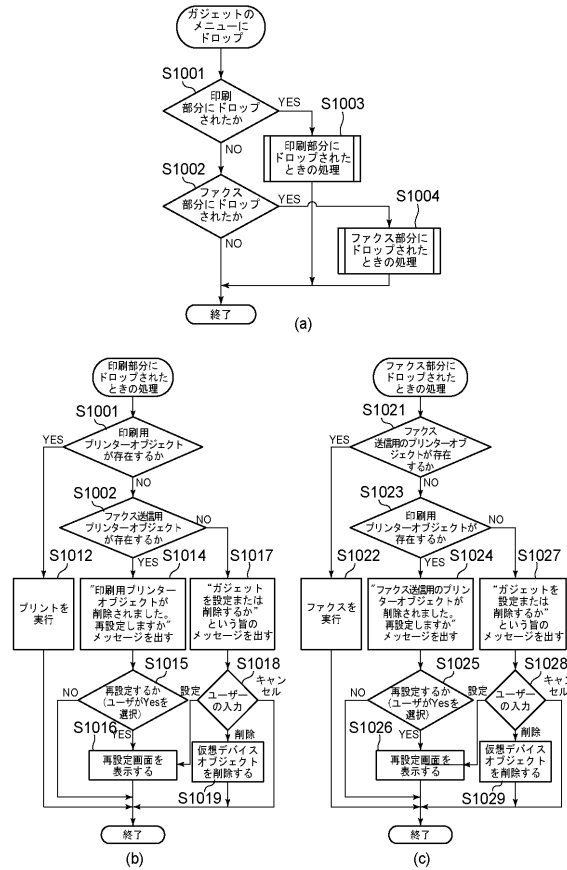 ガジェットの
メニューに
ドロップ
S1001
印刷
部分にドロップ
されたか
YES
NO
S1003
印刷部分に
ドロップされた
ときの処理
S1002
ファクス
部分にドロップ
されたか
YES
NO
S1004
ファクス部分に
ドロップされた
ときの処理
終了
(a)
印刷部分に
ドロップされた
ときの処理
S1001
印刷用
プリンターオブジェクト
が存在するか
YES
NO
S1002
ファクス送信用
プリンターオブジェクト
が存在するか
NO
YES
S1012
プリントを
実行
S1014
"印刷用プリンター
オブジェクトが
削除されました。
再設定しますか"
メッセージを出す
S1017
"ガジェット
を設定または
削除するか"
という旨の
メッセージを出す
S1015
再設定するか
(ユーザがYesを
選択)
NO
YES
S1018
ユーザー
の入力
設定
キャン
セル
削除
S1016
再設定画面を
表示する
仮想デバイス
オブジェクト
を削除する
S1019
終了
(b)
ファクス部分に
ドロップされた
ときの処理
S1021
ファクス
送信用のプリンターオブ
ジェクトが存在
するか
YES
NO
S1023
印刷用
プリンターオブジェクトが
存在するか
NO
YES
S1022
ファクスを
実行
S1024
"ファクス送信用のプリン
ターオブジェクトが
削除されました。
再設定しますか"
メッセージを出す
S1027
"ガジェットを
設定または
削除するか"
という旨の
メッセージを出す
S1025
再設定するか
(ユーザがYesを
選択)
NO
YES
S1028
ユーザー
の入力
設定
キャン
セル
削除
S1026
再設定画面を
表示する
仮想デバイス
オブジェクト
を削除する
S1029
終了
(c)